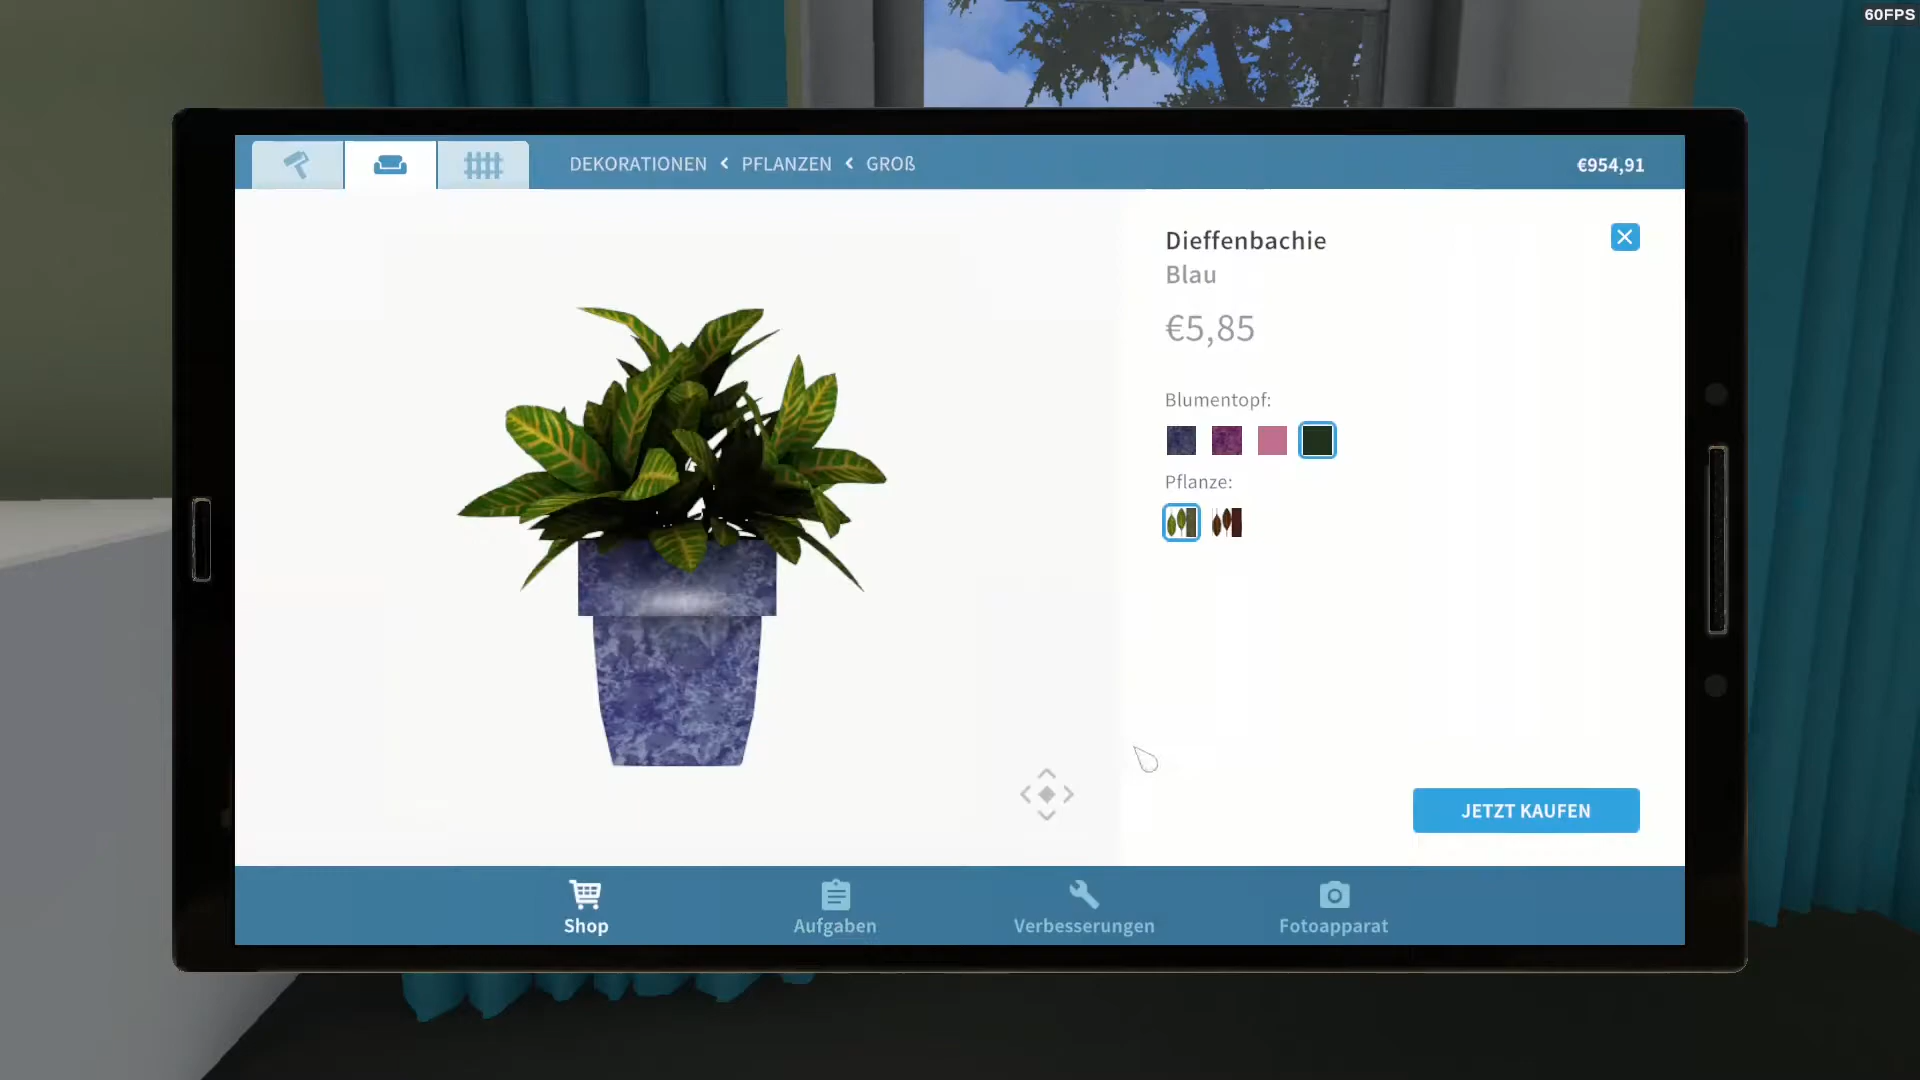 60FPS
DEKORATIONEN < PFLANZEN < GROß
€954,91
Dieffenbachie
Blau
€5,85
Blumentopf:
Pflanze:
JETZT KAUFEN
Shop
Aufgaben
Verbesserungen
Fotoapparat